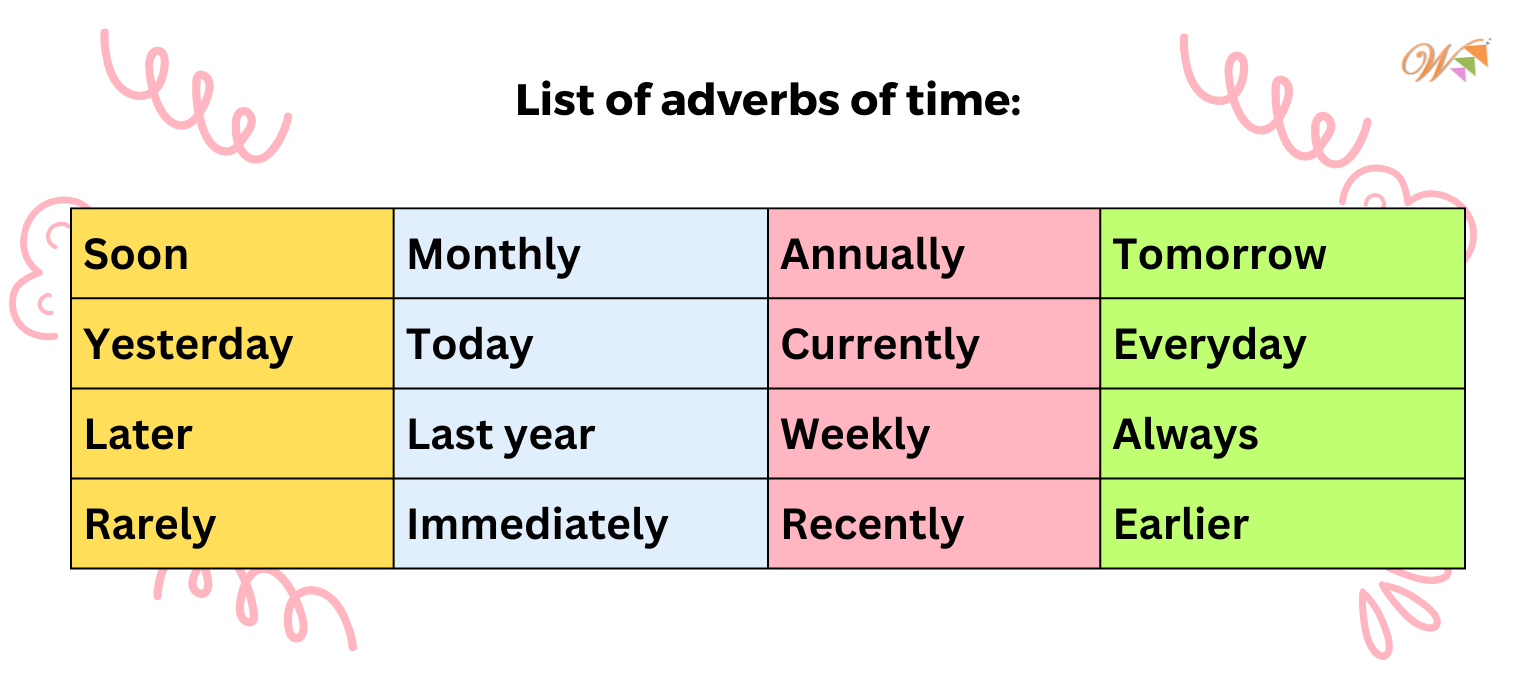 List of adverbs of time:
Soon Monthly Annually Tomorrow
Yesterday Today Currently Everyday
Later Last year Weekly Always
Rarely Immediately Recently Earlier